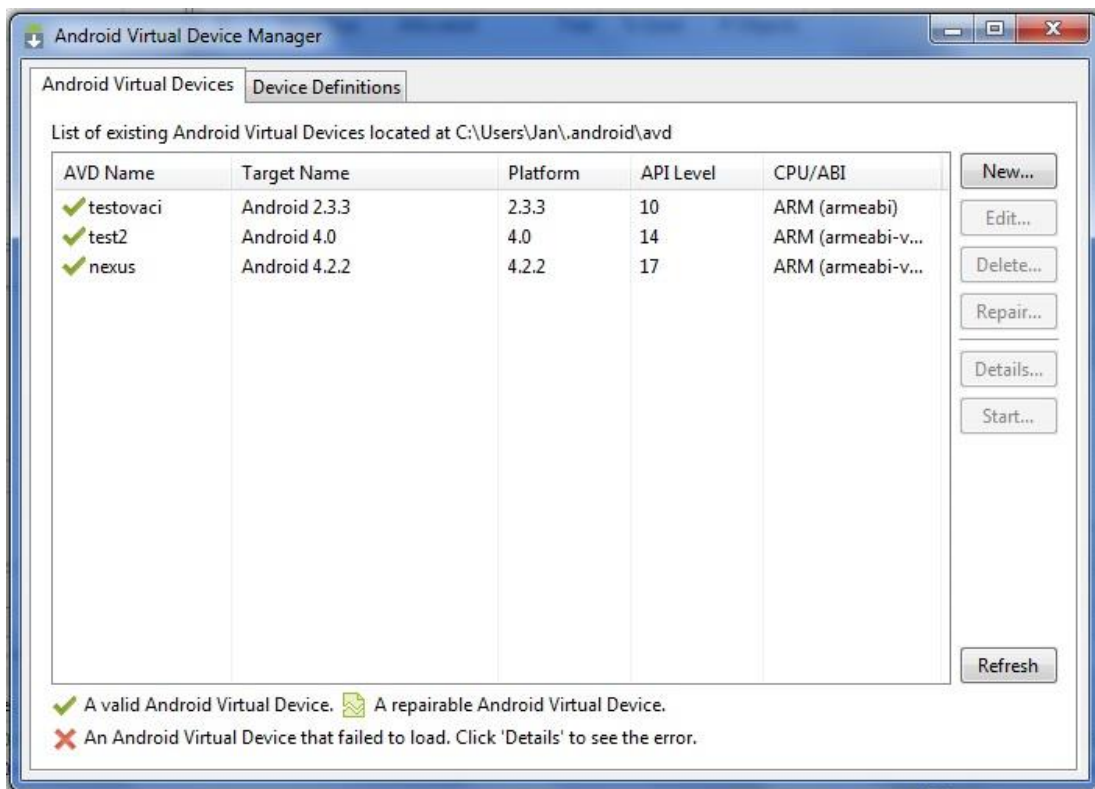 Android Virtual Device Manager
Android Virtual Devices Device Definitions
List of existing Android Virtual Devices located at C:\Users\Jan\.android\avd
AVD Name Target Name Platform API Level CPU/ABI
testovaci Android 2.3.3 2.3.3 10 ARM (armeabi)
test2 Android 4.0 4.0 14 ARM (armeabi-v...
nexus Android 4.2.2 4.2.2 17 ARM (armeabi-v...
New...
Edit...
Delete...
Repair...
Details...
Start...
Refresh
A valid Android Virtual Device. A repairable Android Virtual Device.
An Android Virtual Device that failed to load. Click 'Details' to see the error.